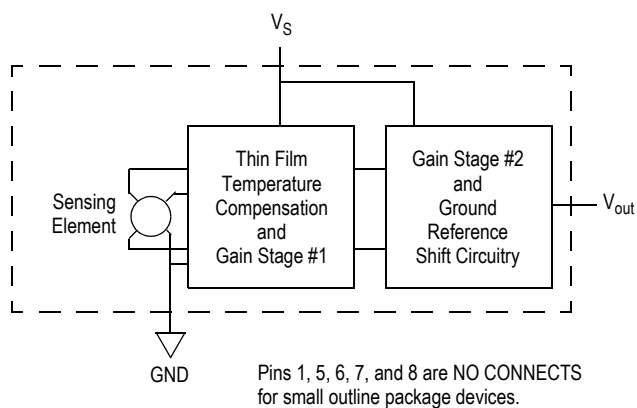 V_S
Thin Film
Temperature
Compensation
and
Gain Stage #1
Gain Stage #2
and
Ground
Reference
Shift Circuitry
Sensing
Element
V_out
GND
Pins 1, 5, 6, 7, and 8 are NO CONNECTS
for small outline package devices.